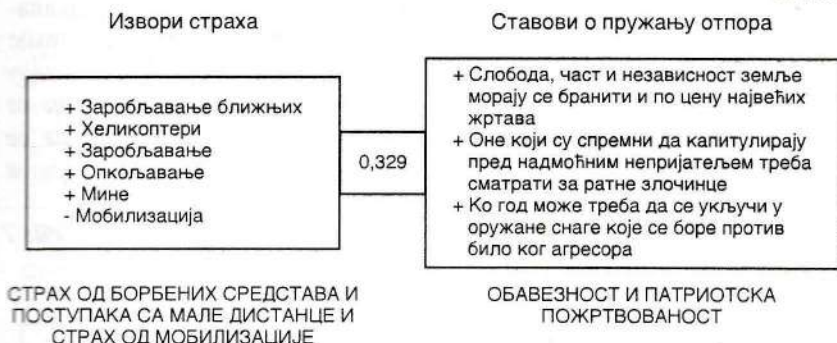 Извори страха
+ Заробљавање ближњих
+ Хеликоптери
+ Заробљавање
+ Опкољавање
+ Мине
- Мобилизација
СТРАХ ОД БОРБЕНИХ СРЕДСТАВА И
ПОСТУПАКА СА МАЛЕ ДИСТАНЦЕ И
СТРАХ ОД МОБИЛИЗАЦИЈЕ
0,329
Ставови о пружању отпора
+ Слобода, част и независност земље
морају се бранити и по цену највећих
жртава
+ Оне који су спремни да капитулирају
пред надмоћним непријатељем треба
сматрати за ратне злочинце
+ Ко год може треба да се укључи у
оружане снаге које се боре против
било ког агресора
ОБАВЕЗНОСТ И ПАТРИОТСКА
ПОЖРТВОВАНОСТ